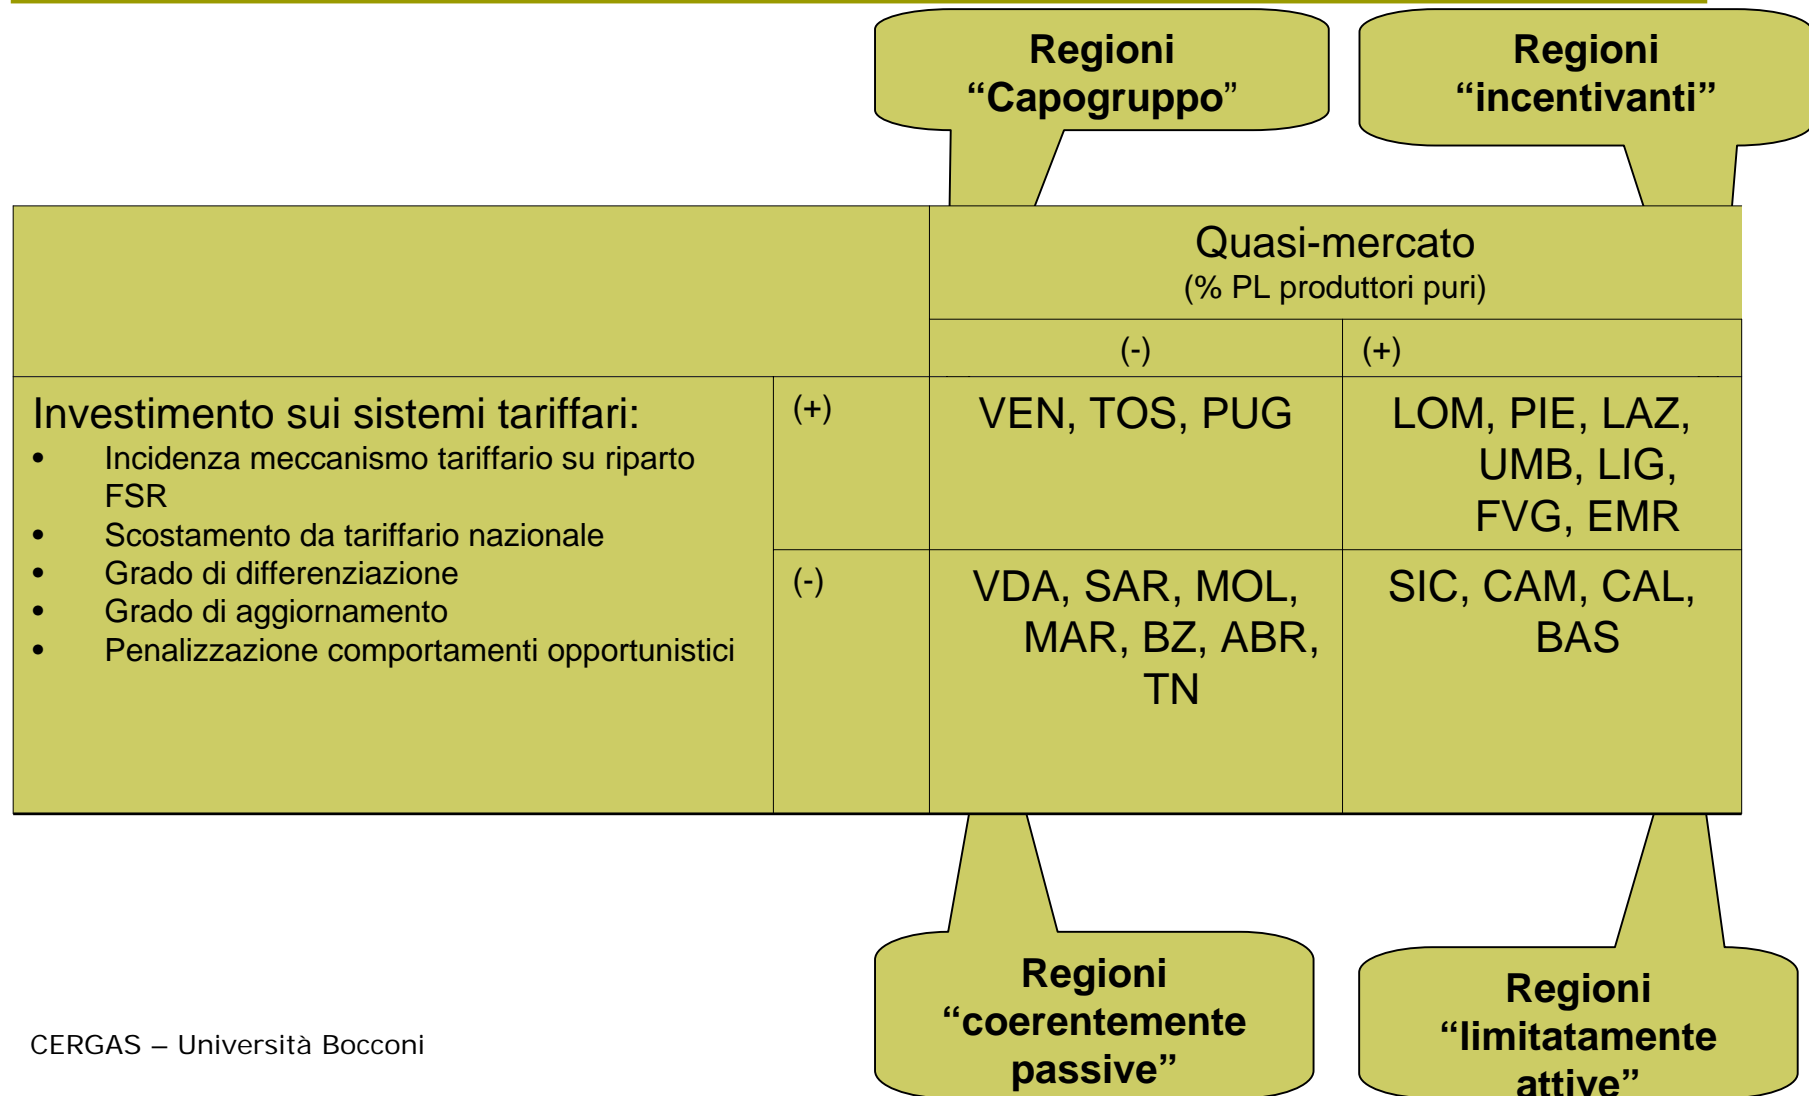 Regioni
“Capogruppo”
Regioni
“incentivanti”
Quasi-mercato
(% PL produttori puri)
(-)
(+)
Investimento sui sistemi tariffari:
• Incidenza meccanismo tariffario su riparto
FSR
• Scostamento da tariffario nazionale
• Grado di differenziazione
• Grado di aggiornamento
• Penalizzazione comportamenti opportunistici
(+)
VEN, TOS, PUG
LOM, PIE, LAZ,
UMB, LIG,
FVG, EMR
(-)
VDA, SAR, MOL,
MAR, BZ, ABR,
TN
SIC, CAM, CAL,
BAS
Regioni
“coerentemente
passive”
Regioni
“limitatamente
attive”
CERGAS – Università Bocconi